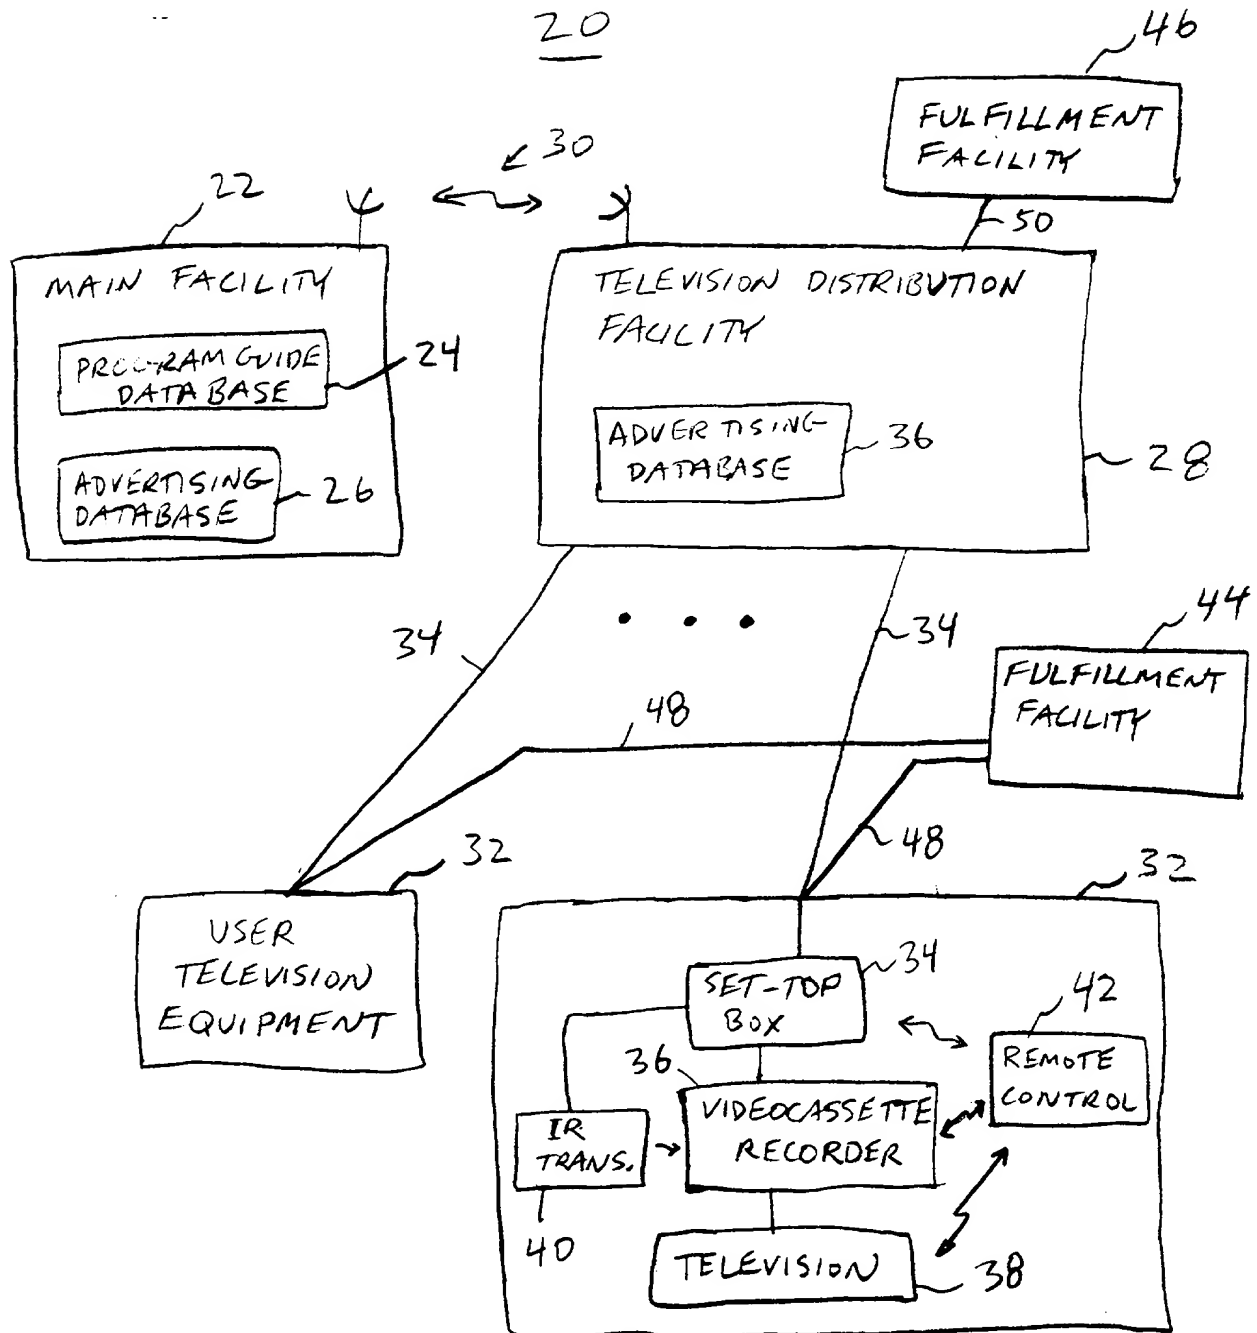 20
46
FULFILLMENT
FACILITY
30
22
50
MAIN FACILITY
TELEVISION DISTRIBUTION
FACILITY
PROGRAM GUIDE
DATABASE
24
ADVERTISING
DATABASE
36
28
ADVERTISING
DATABASE
26
34
34
44
FULFILLMENT
FACILITY
48
48
32
32
USER
TELEVISION
EQUIPMENT
SET-TOP
BOX
34
42
REMOTE
CONTROL
36
VIDEOCASSETTE
RECORDER
IR
TRANS.
40
TELEVISION
38